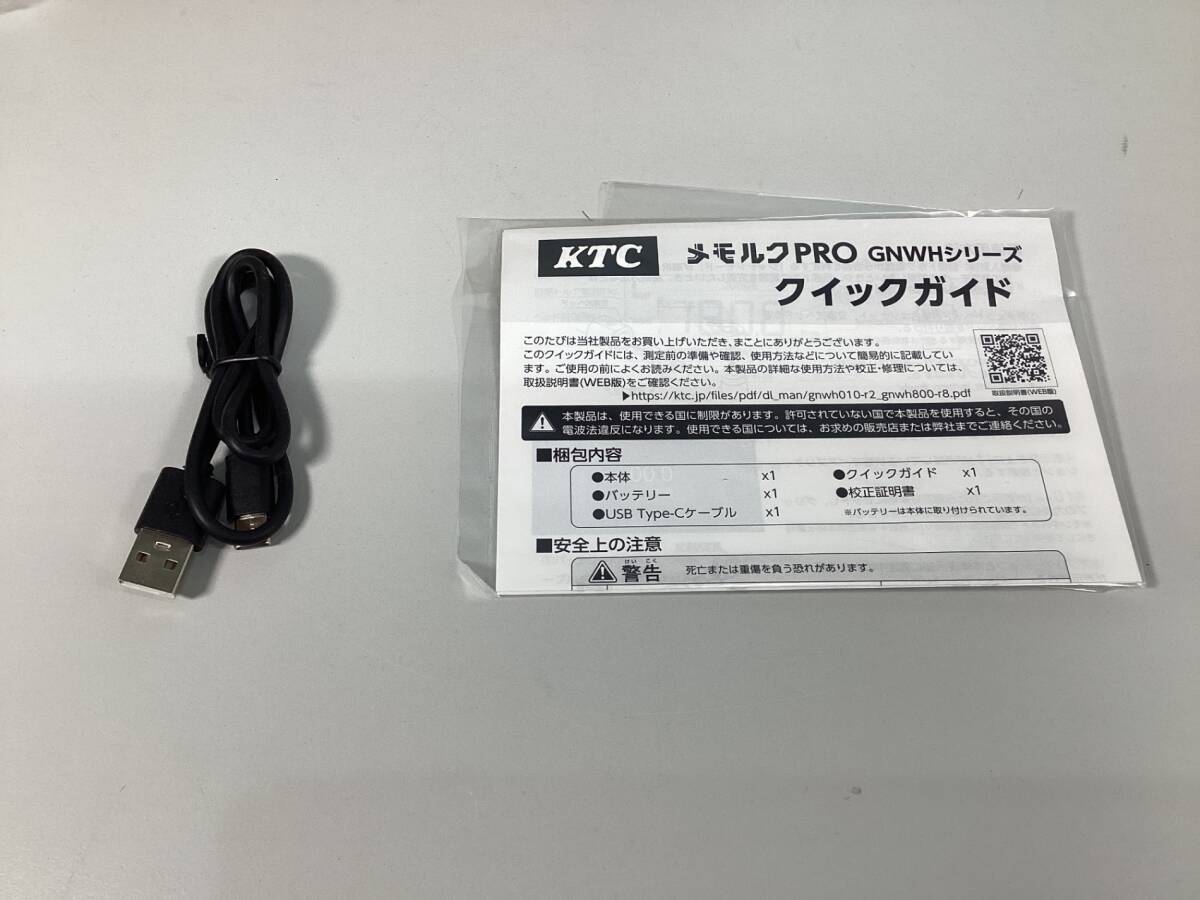 KTC メモルクPRO GNWHシリーズ
クイックガイド
このたびは当社製品をお買い上げいただき、まことにありがとうございます。
このクイックガイドには、測定前の準備や確認、使用方法などについて簡易的に記載してい
ます。ご使用の前によくお読みください。本製品の詳細な使用方法や校正・修理については、
取扱説明書(WEB版)をご確認ください。
▶https://ktc.jp/files/pdf/dl_man/gnwh010-r2_gnwh800-r8.pdf
取扱説明書(WEB版)
本製品は、使用できる国に制限があります。許可されていない国で本製品を使用すると、その国の
電波法違反になります。使用できる国については、お求めの販売店または弊社までご連絡ください。
■梱包内容
●本体 x1 ●クイックガイド x1
●バッテリー x1 ●校正証明書 x1
●USB Type-Cケーブル x1 ※バッテリーは本体に取り付けられています。
■安全上の注意
けい こく
警告 死亡または重傷を負う恐れがあります。